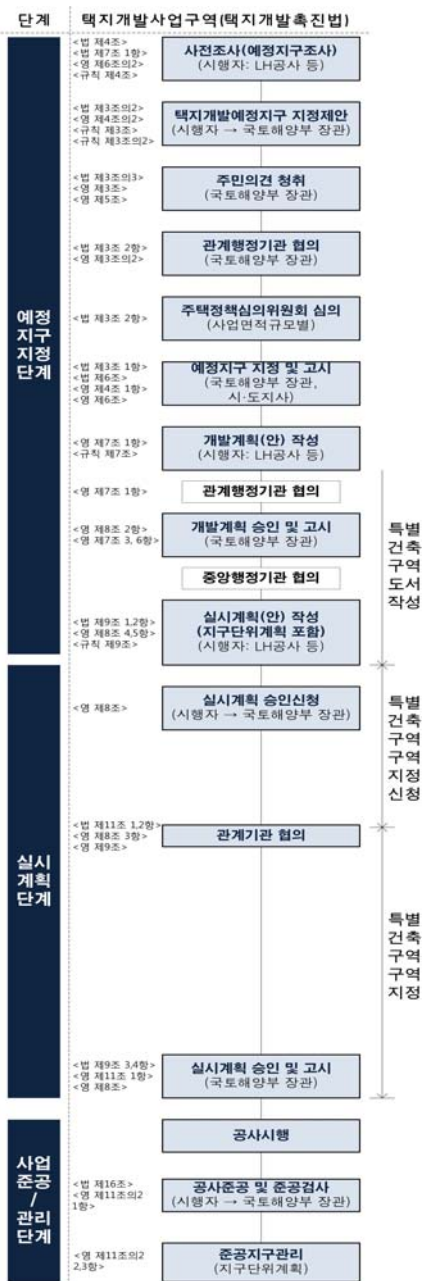 단계
택지개발사업구역(택지개발촉진법)
예정
지구
지정
단계
<법 제4조>
<법 제7조 1항>
<영 제6조의2>
<규칙 제4조>
사전조사(예정지구조사)
(시행자: LH공사 등)
<법 제3조의2>
<영 제4조의2>
<규칙 제3조>
<규칙 제3조의2>
택지개발예정지구 지정제안
(시행자 → 국토해양부 장관)
<법 제3조의3>
<영 제3조>
<영 제5조>
주민의견 청취
(국토해양부 장관)
<법 제3조 2항>
<영 제3조의2>
관계행정기관 협의
(국토해양부 장관)
<법 제3조 2항>
주택정책심의위원회 심의
(사업면적규모별)
<법 제3조 1항>
<법 제6조>
<영 제4조 1항>
<영 제6조>
예정지구 지정 및 고시
(국토해양부 장관,
시·도지사)
<영 제7조 1항>
<규칙 제7조>
개발계획(안) 작성
(시행자: LH공사 등)
<영 제7조 1항>
관계행정기관 협의
<영 제8조 2항>
<영 제7조 3, 6항>
개발계획 승인 및 고시
(국토해양부 장관)
중앙행정기관 협의
<법 제9조 1,2항>
<영 제8조 4,5항>
<규칙 제9조>
실시계획(안) 작성
(지구단위계획 포함)
(시행자: LH공사 등)
특별
건축
구역
도서
작성
실시
계획
단계
<영 제8조>
실시계획 승인신청
(시행자 → 국토해양부 장관)
특별
건축
구역
구역
지정
신청
<법 제11조 1,2항>
<영 제8조 3항>
<영 제9조>
관계기관 협의
특별
건축
구역
구역
지정
<법 제9조 3,4항>
<영 제11조 1항>
<영 제8조>
실시계획 승인 및 고시
(국토해양부 장관)
사업
준공
/
관리
단계
공사시행
<법 제16조>
<영 제11조의2
1항>
공사준공 및 준공검사
(시행자 → 국토해양부 장관)
<영 제11조의2
2,3항>
준공지구관리
(지구단위계획)